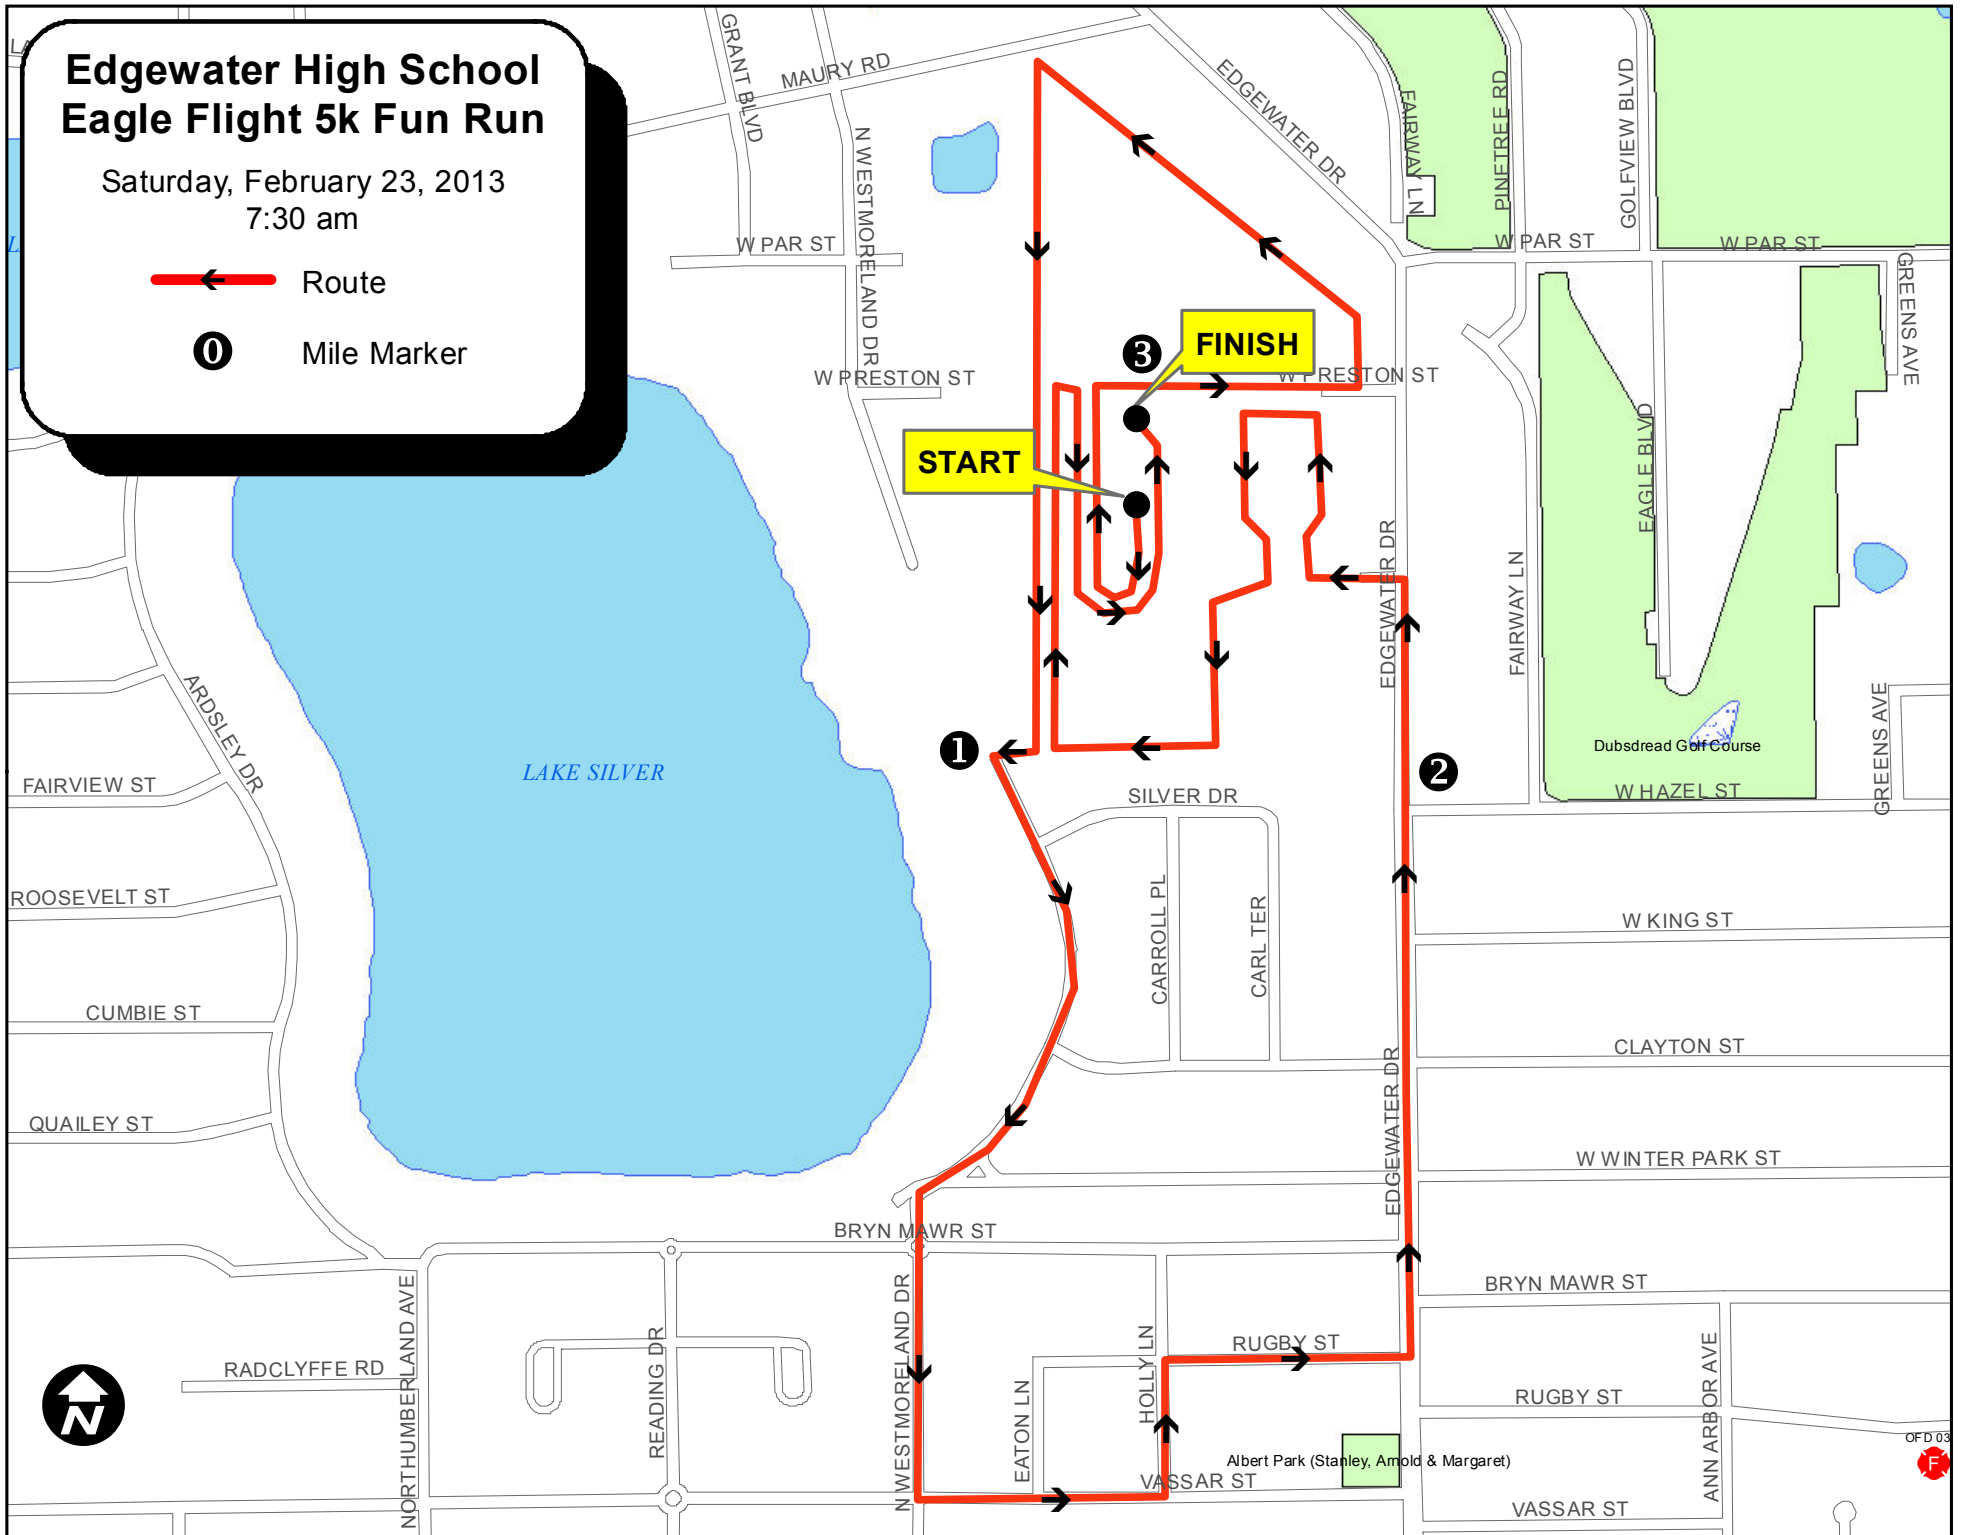 Edgewater High School
Eagle Flight 5k Fun Run
Saturday, February 23, 2013
7:30 am
Route
0
Mile Marker
GRANT BLVD
MAURY RD
EDGEWATER DR
FAIRWAY LN
PINETREE RD
GOLFVIEW BLVD
N WESTMORELAND DR
W PAR ST
W PAR ST
W PAR ST
GREENS AVE
3
FINISH
W PRESTON ST
W PRESTON ST
START
EAGLE BLVD
EDGEWATER DR
FAIRWAY LN
ARDSLEY DR
GREENS AVE
Dubsdread Golf Course
1
2
LAKE SILVER
FAIRVIEW ST
SILVER DR
W HAZEL ST
ROOSEVELT ST
CARROLL PL
CARL TER
W KING ST
CUMBIE ST
CLAYTON ST
QUAILEY ST
EDGEWATER DR
W WINTER PARK ST
BRYN MAWR ST
BRYN MAWR ST
NORTHUMBERLAND AVE
READING DR
N WESTMORELAND DR
EATON LN
HOLLY LN
RUGBY ST
RADCLYFFE RD
RUGBY ST
ANN ARBOR AVE
N
Albert Park (Stanley, Arnold & Margaret)
OFD 03
F
VASSAR ST
VASSAR ST